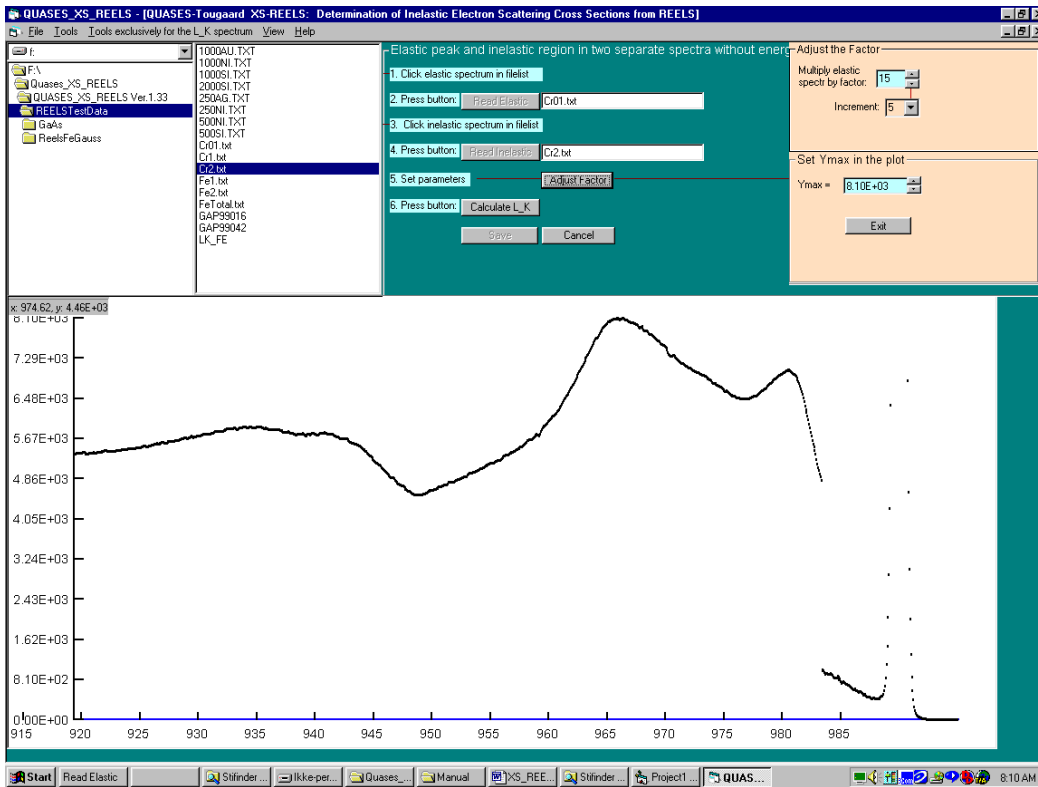 QUASES_XS_REELS - [QUASES-Tougaard XS-REELS: Determination of Inelastic Electron Scattering Cross Sections from REELS]
File Tools Tools exclusively for the L_K spectrum View Help
f:
F:\
Quases_XS_REELS
QUASES_XS_REELS Ver.1.33
REELSTestData
GaAs
ReelsFeGauss
1000AU.TXT
1000NI.TXT
1000SI.TXT
2000SI.TXT
250AG.TXT
250NI.TXT
500NI.TXT
500SI.TXT
Cr01.txt
Cr1.txt
Cr2.txt
Fe1.txt
Fe2.txt
FeTotal.txt
GAP99016
GAP99042
LK_FE
Elastic peak and inelastic region in two separate spectra without energ
1. Click elastic spectrum in filelist
2. Press button: Read Elastic Cr01.txt
3. Click inelastic spectrum in filelist
4. Press button: Read Inelastic Cr2.txt
5. Set parameters Adjust Factor
6. Press button: Calculate L_K
Save Cancel
Adjust the Factor
Multiply elastic
spectr by factor: 15
Increment: 5
Set Ymax in the plot
Ymax = 8.10E+03
Exit
x: 974.62, y: 4.46E+03
8.10E+03
7.29E+03
6.48E+03
5.67E+03
4.86E+03
4.05E+03
3.24E+03
2.43E+03
1.62E+03
8.10E+02
0.00E+00
915 920 925 930 935 940 945 950 955 960 965 970 975 980 985
Start Read Elastic Stifinder ... Ikke-per... Quases_... Manual XS_REE... Stifinder ... Project1 ... QUAS... 8:10 AM